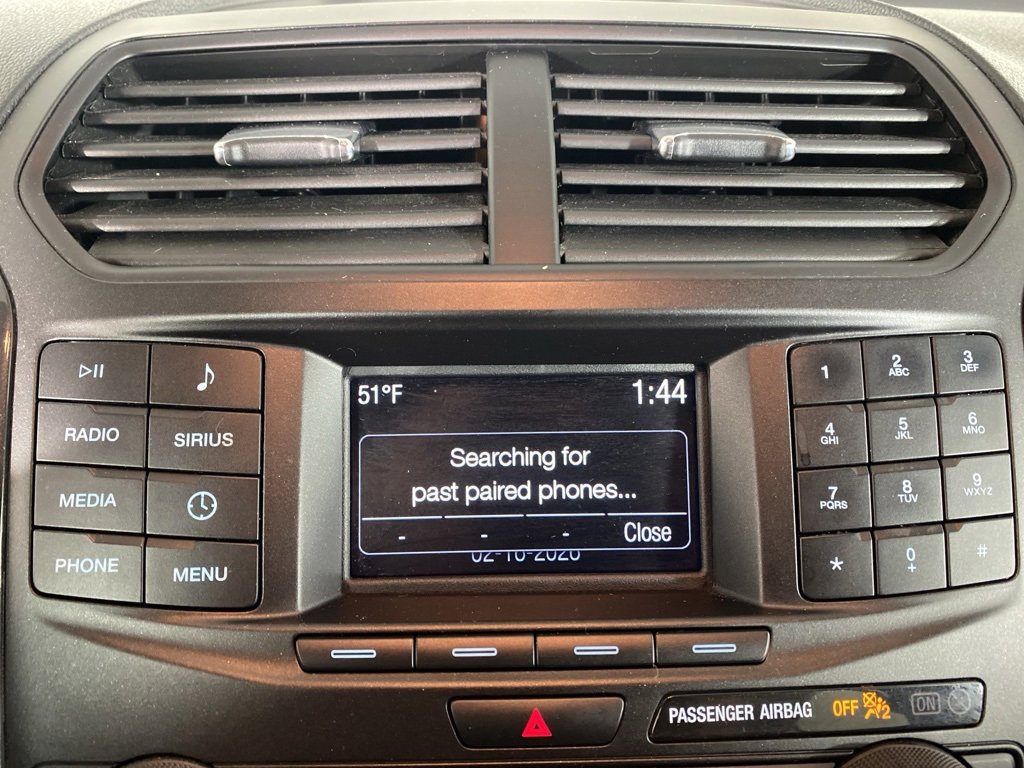 51°F
1:44
Searching for
past paired phones...
- - - Close
RADIO
SIRIUS
MEDIA
PHONE
MENU
1
2
ABC
3
DEF
4
GHI
5
JKL
6
MNO
7
PQRS
8
TUV
9
WXYZ
*
0
+
#
PASSENGER AIRBAG OFF 2 ON